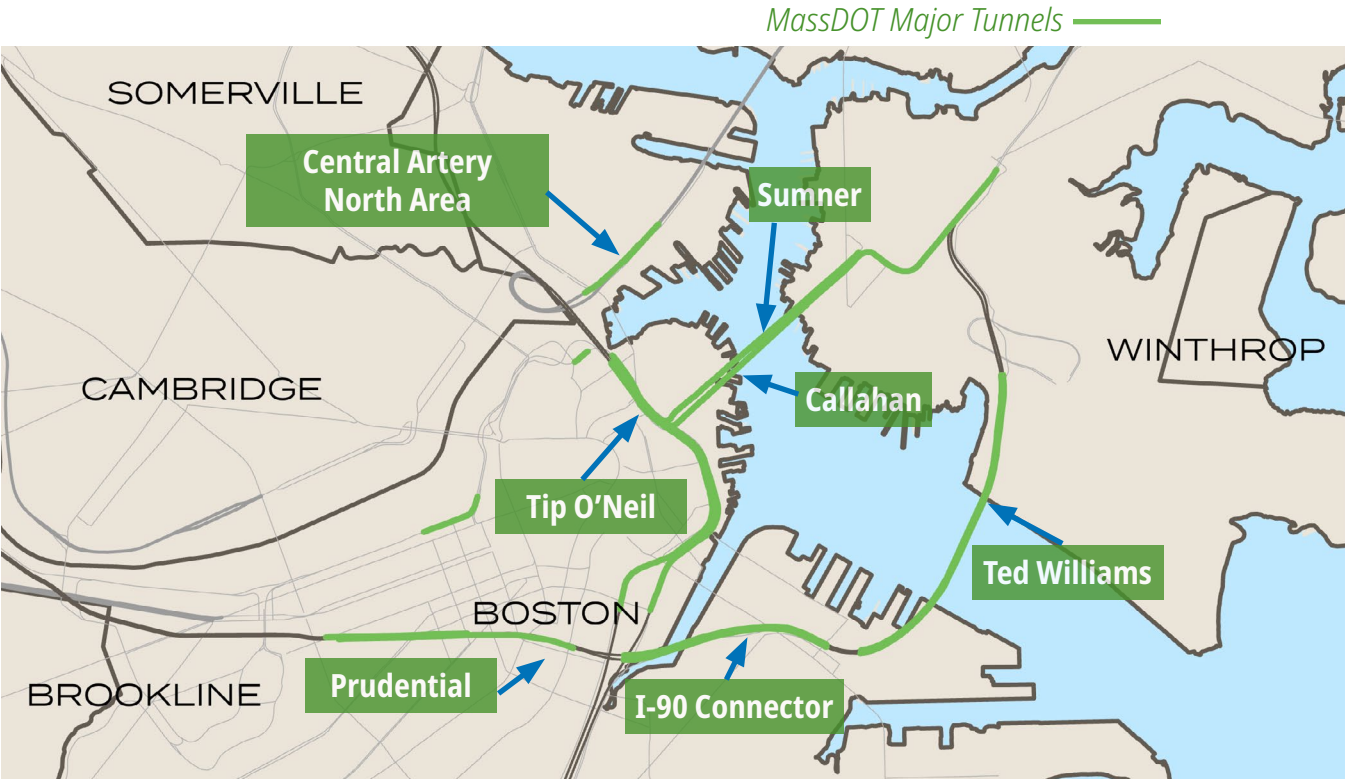 MassDOT Major Tunnels
SOMERVILLE
Central Artery
North Area
Sumner
WINTHROP
CAMBRIDGE
Callahan
Tip O’Neil
Ted Williams
BOSTON
Prudential
BROOKLINE
I-90 Connector